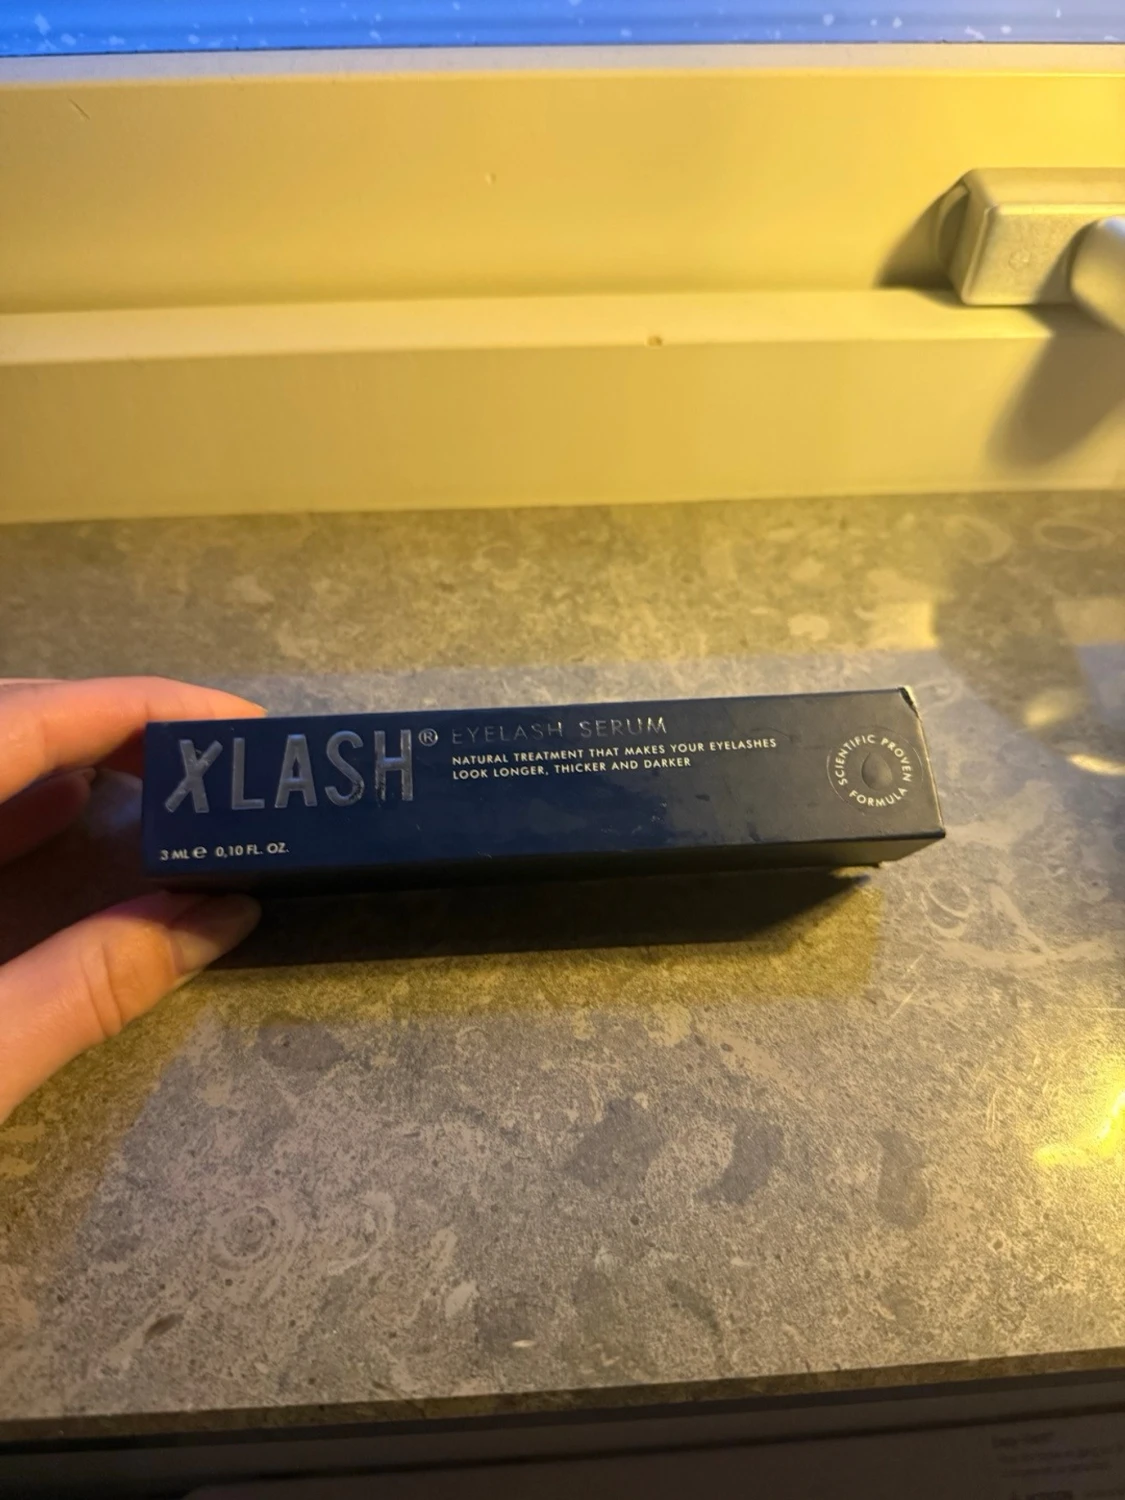 XLASH® EYELASH SERUM
NATURAL TREATMENT THAT MAKES YOUR EYELASHES
LOOK LONGER, THICKER AND DARKER
SCIENTIFIC PROVEN
FORMULA
3 ML ℮ 0,10 FL. OZ.